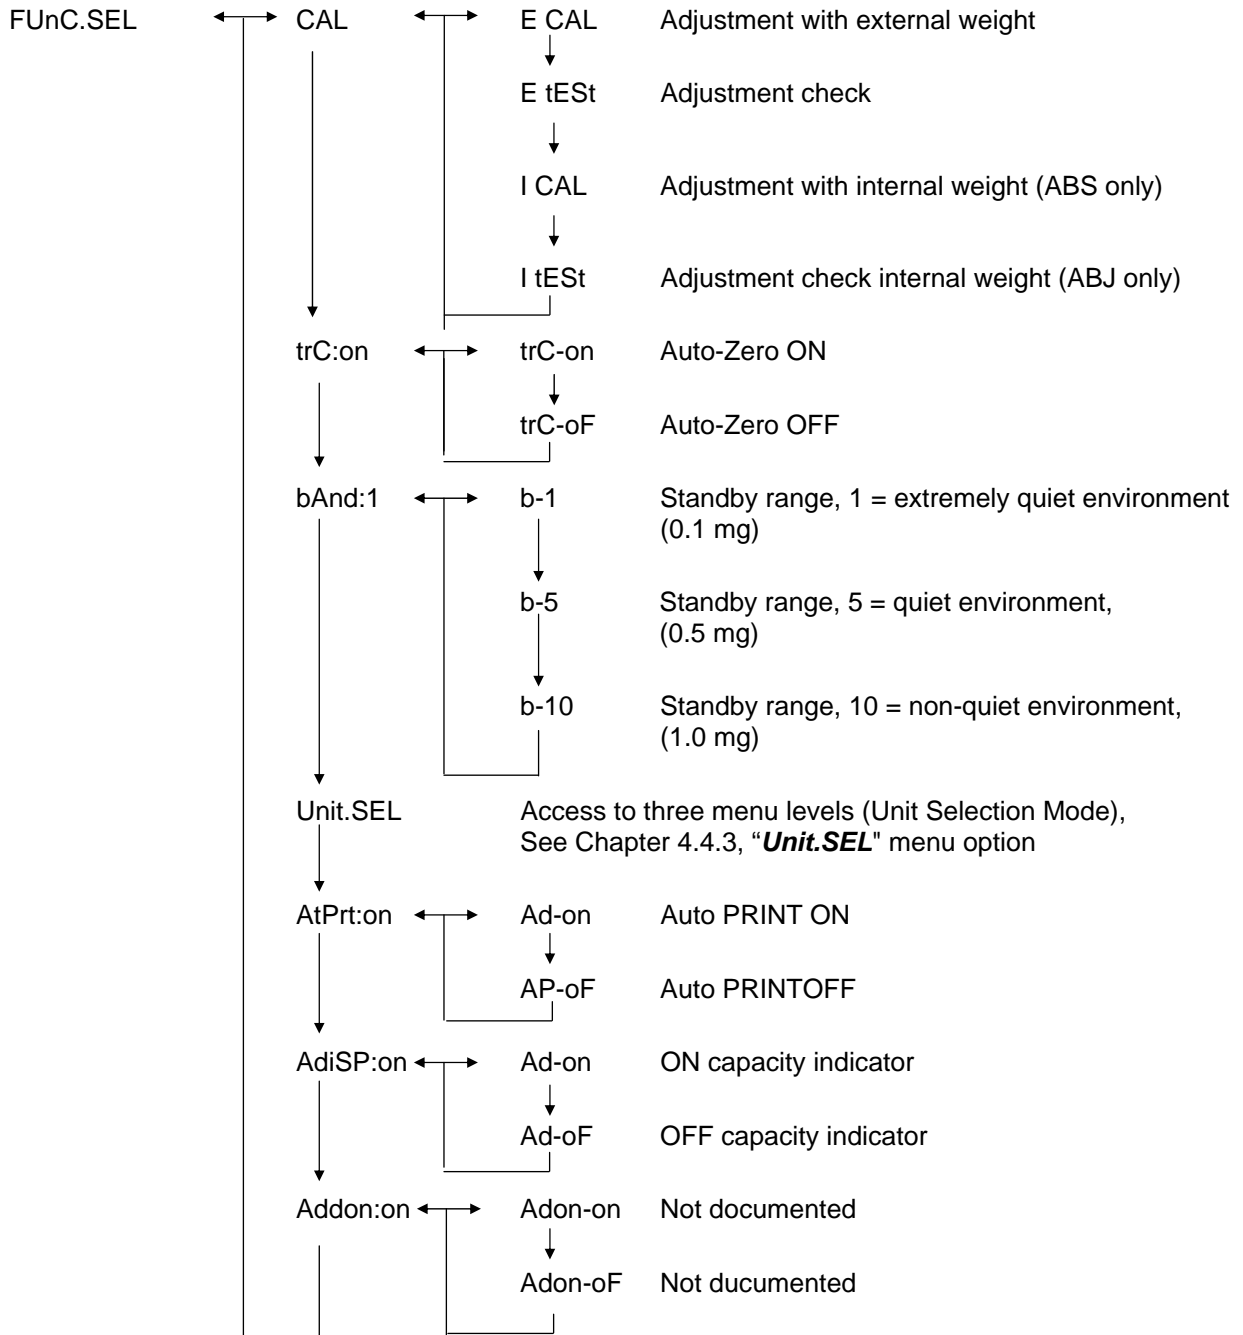 FUnC.SEL CAL E CAL Adjustment with external weight
E tESt Adjustment check
I CAL Adjustment with internal weight (ABS only)
I tESt Adjustment check internal weight (ABJ only)
trC:on trC-on Auto-Zero ON
trC-oF Auto-Zero OFF
bAnd:1 b-1 Standby range, 1 = extremely quiet environment
(0.1 mg)
b-5 Standby range, 5 = quiet environment,
(0.5 mg)
b-10 Standby range, 10 = non-quiet environment,
(1.0 mg)
Unit.SEL Access to three menu levels (Unit Selection Mode),
See Chapter 4.4.3, “Unit.SEL" menu option
AtPrt:on Ad-on Auto PRINT ON
AP-oF Auto PRINTOFF
AdiSP:on Ad-on ON capacity indicator
Ad-oF OFF capacity indicator
Addon:on Adon-on Not documented
Adon-oF Not ducumented